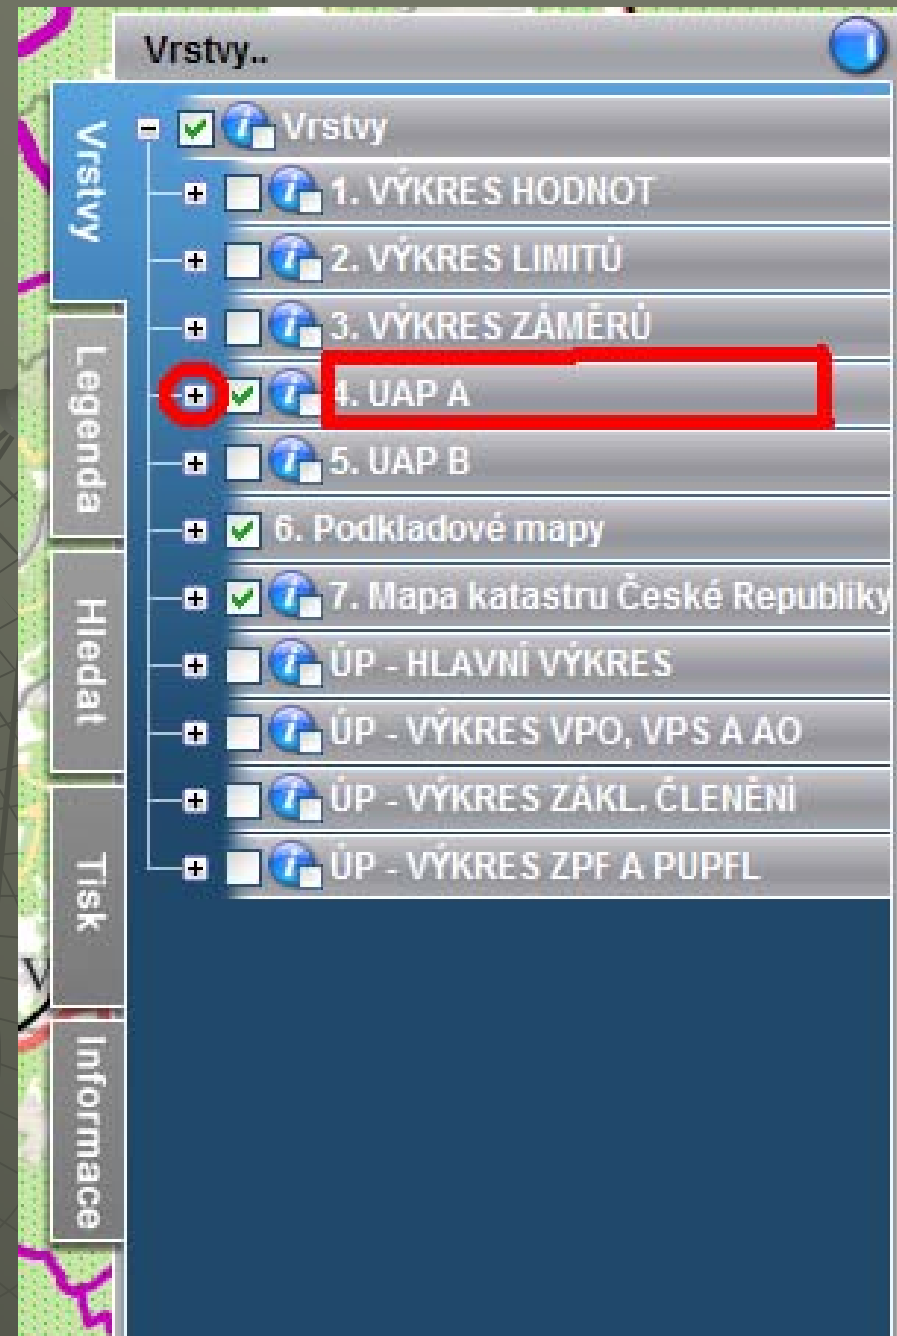 Vrstvy..
Vrstvy
Legenda
Hledat
Tisk
Informace
Vrstvy
1. VÝKRES HODNOT
2. VÝKRES LIMITŮ
3. VÝKRES ZÁMĚRŮ
4. UAP A
5. UAP B
6. Podkladové mapy
7. Mapa katastru České Republiky
ÚP - HLAVNÍ VÝKRES
ÚP - VÝKRES VPO, VPS A AO
ÚP - VÝKRES ZÁKL. ČLENĚNÍ
ÚP - VÝKRES ZPF A PUPFL